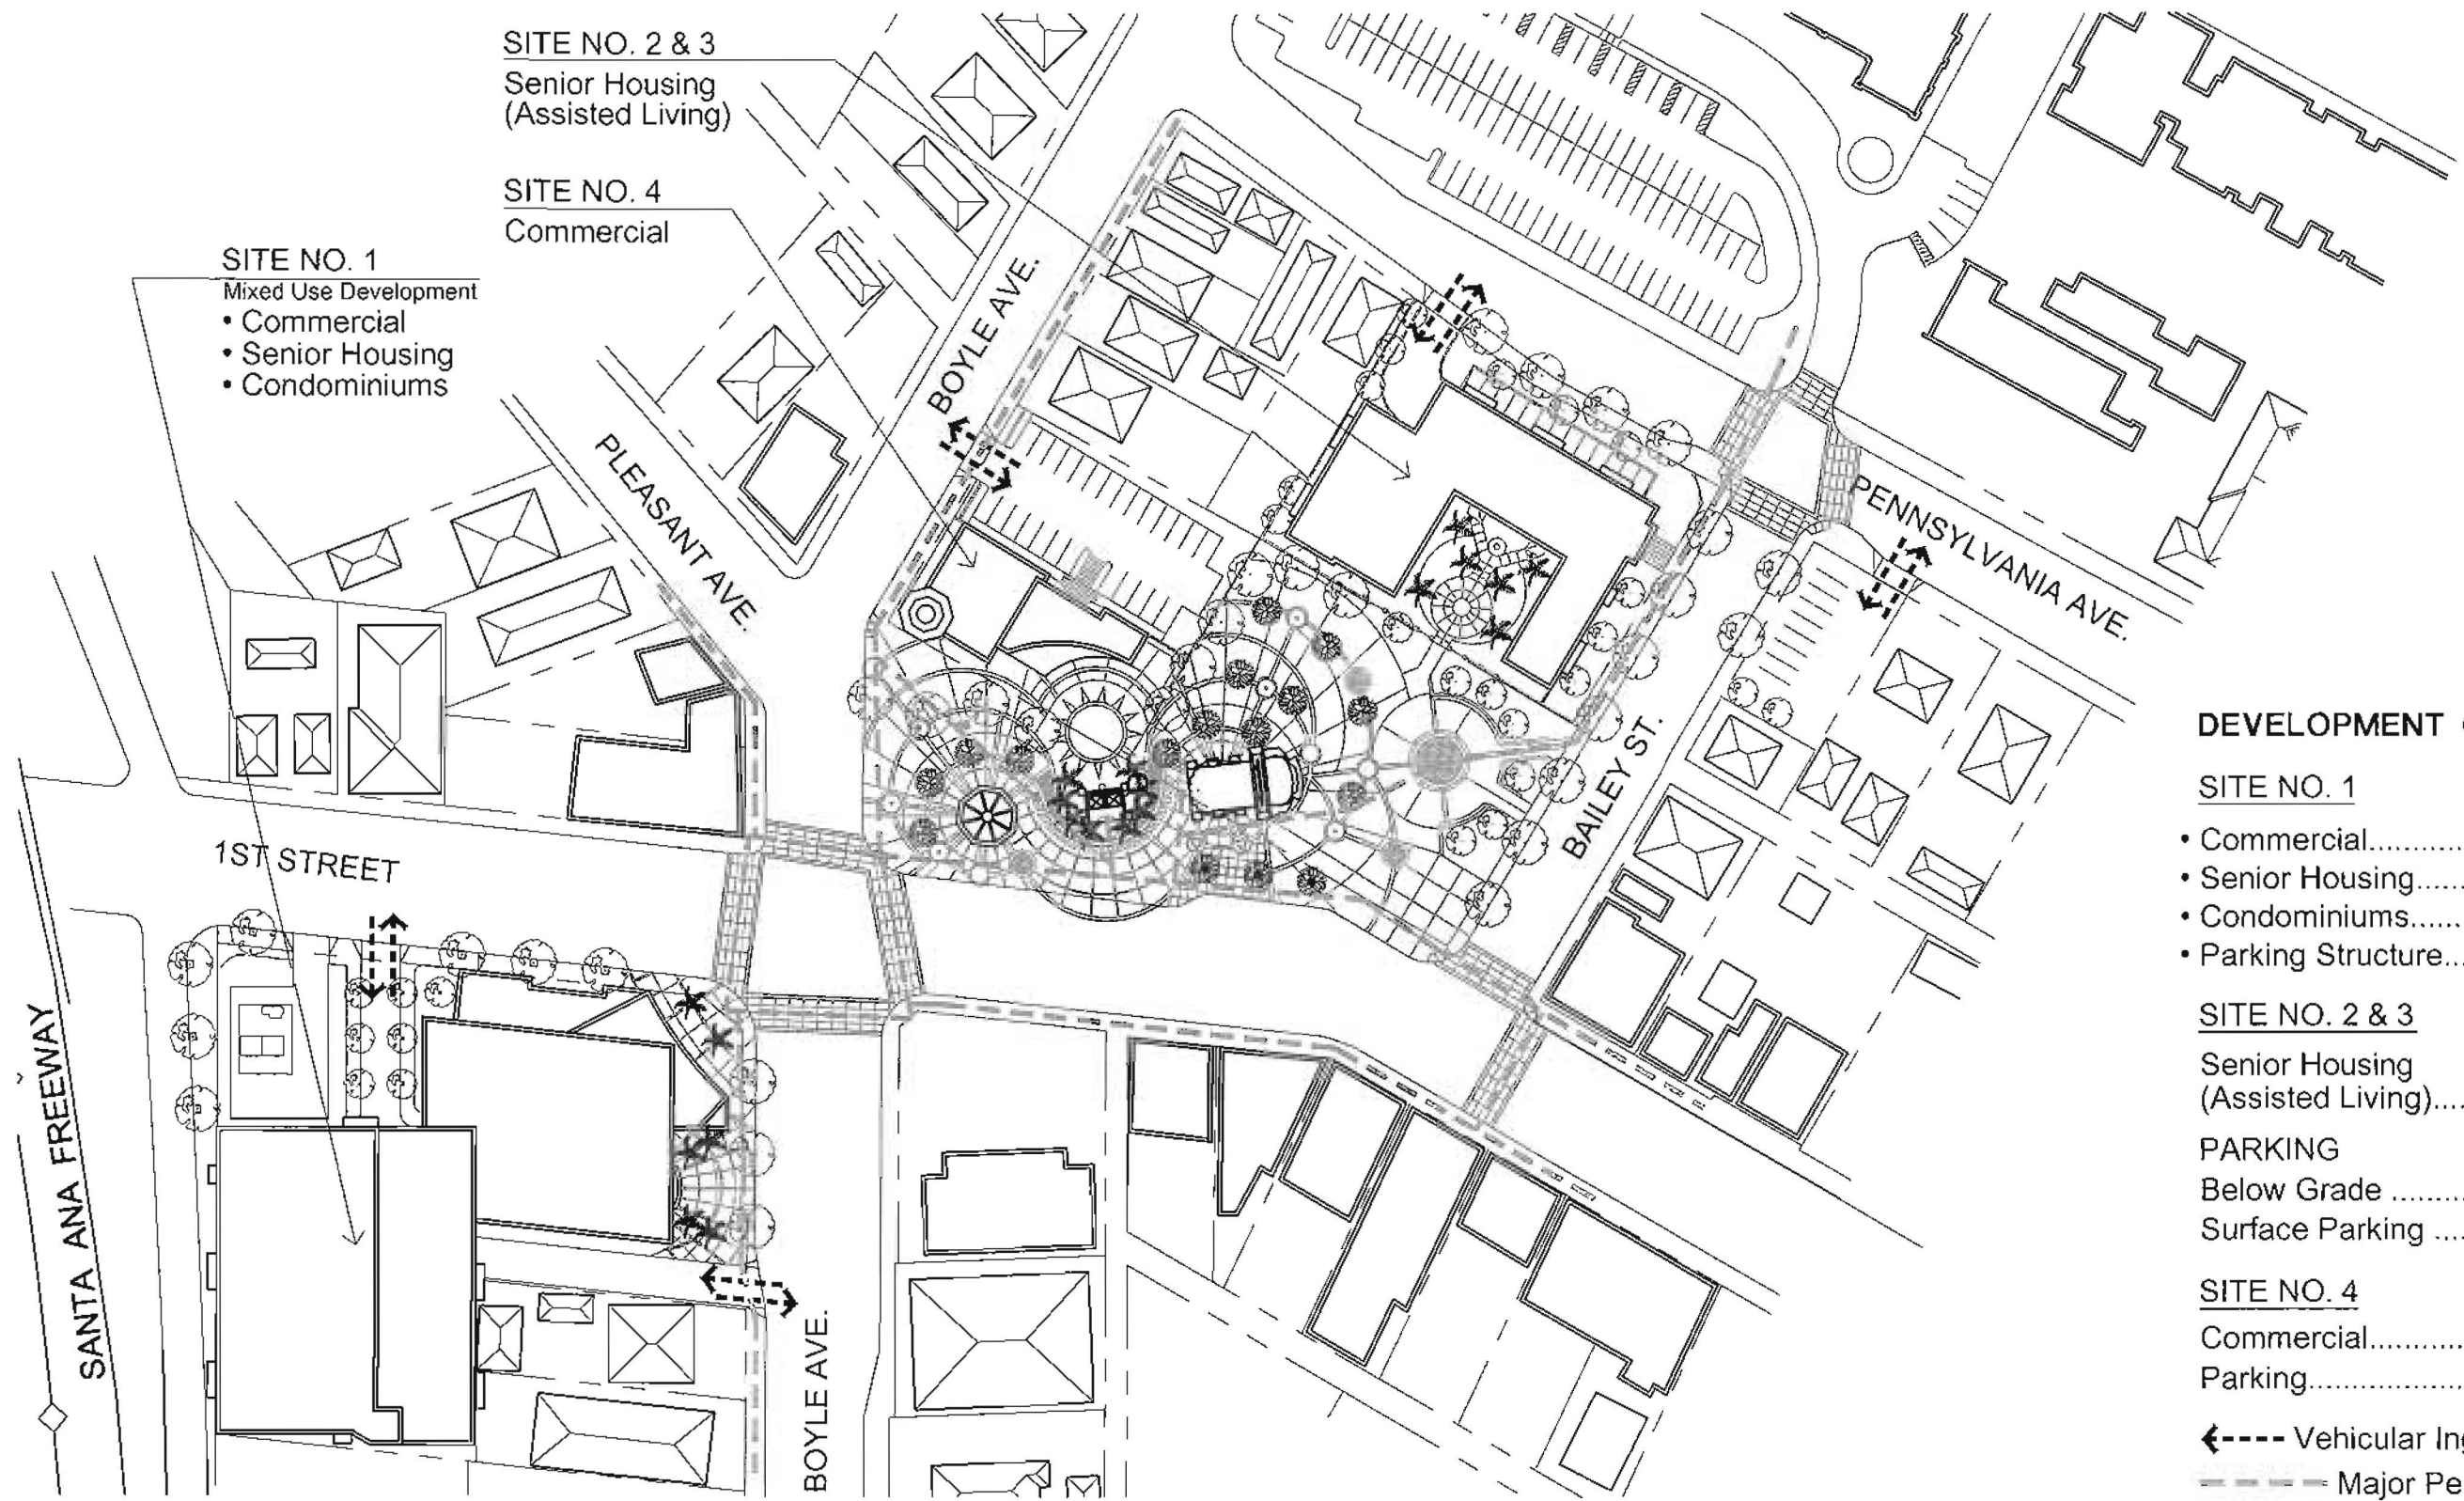 SITE NO. 2 & 3
Senior Housing
(Assisted Living)
SITE NO. 4
Commercial
SITE NO. 1
Mixed Use Development
• Commercial
• Senior Housing
• Condominiums
BOYLE AVE.
PLEASANT AVE.
PENNSYLVANIA AVE.
BAILEY ST.
1ST STREET
SANTA ANA FREEWAY
BOYLE AVE.
DEVELOPMENT
SITE NO. 1
• Commercial..............
• Senior Housing......
• Condominiums.......
• Parking Structure...
SITE NO. 2 & 3
Senior Housing
(Assisted Living)....
PARKING
Below Grade .........
Surface Parking ....
SITE NO. 4
Commercial............
Parking...................
Vehicular
Major